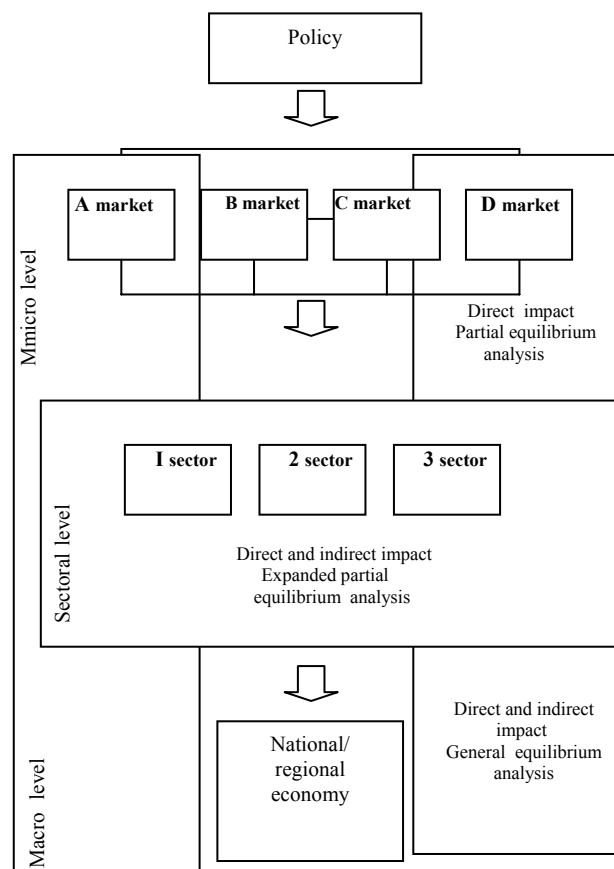 Policy
A market
B market
C market
D market
Mmicro level
Direct impact
Partial equilibrium
analysis
I sector
2 sector
3 sector
Sectoral level
Direct and indirect impact
Expanded partial
equilibrium analysis
National/
regional
economy
Direct and indirect
impact
General equilibrium
analysis
Macro level